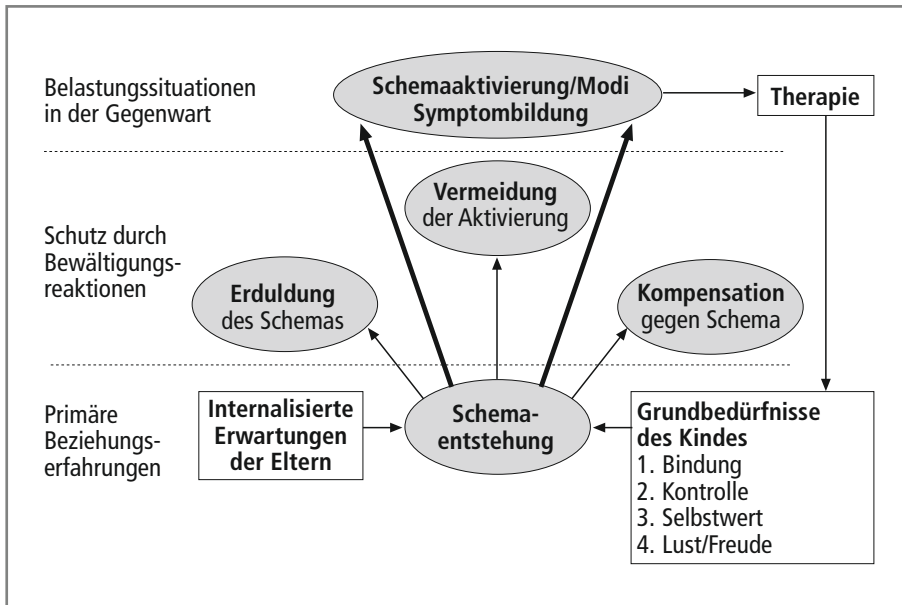 Belastungssituationen
in der Gegenwart
Schemaaktivierung/Modi
Symptombildung
Therapie
Schutz durch
Bewältigungs-
reaktionen
Vermeidung
der Aktivierung
Erduldung
des Schemas
Kompensation
gegen Schema
Primäre
Beziehungs-
erfahrungen
Internalisierte
Erwartungen
der Eltern
Schema-
entstehung
Grundbedürfnisse
des Kindes
1. Bindung
2. Kontrolle
3. Selbstwert
4. Lust/Freude